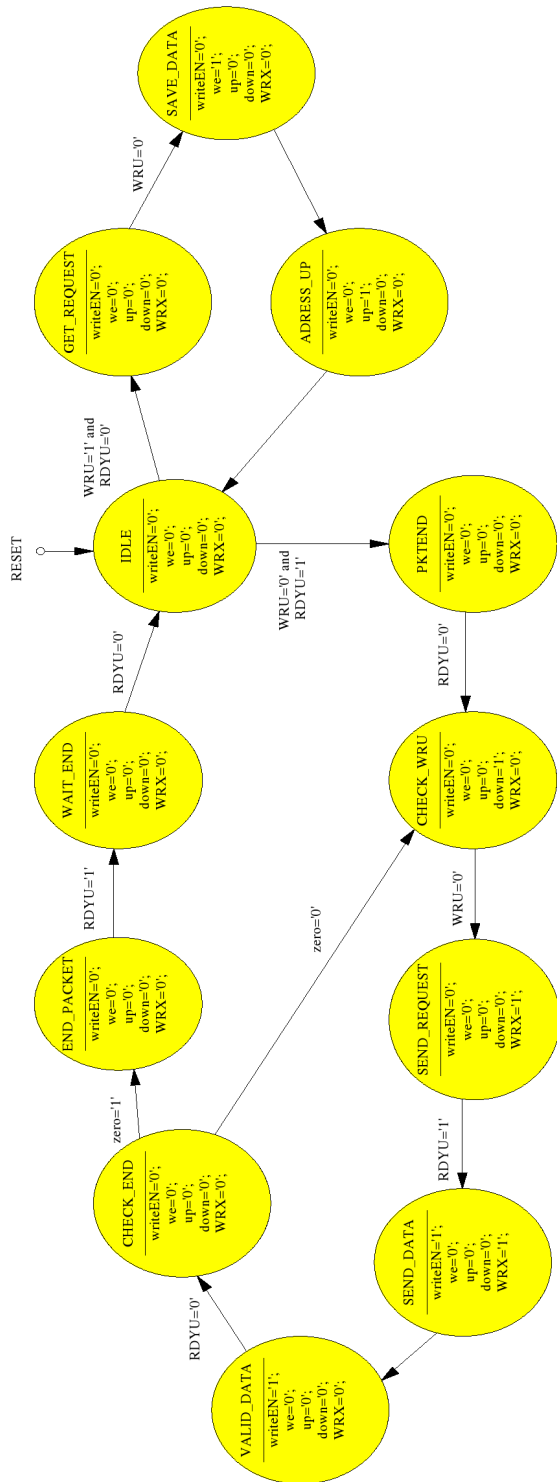 RESET
IDLE
writeEN='0';
we='0';
up='0';
down='0';
WRX='0';
WRU='1' and
RDYU='0'
GET_REQUEST
writeEN='0';
we='0';
up='0';
down='0';
WRX='0';
WRU='0'
SAVE_DATA
writeEN='0';
we='1';
up='0';
down='0';
WRX='0';
ADRESS_UP
writeEN='0';
we='0';
up='1';
down='0';
WRX='0';
WRU='0' and
RDYU='1'
PKTEND
writeEN='0';
we='0';
up='0';
down='0';
WRX='0';
RDYU='0'
CHECK_WRU
writeEN='0';
we='0';
up='0';
down='1';
WRX='0';
WRU='0'
SEND_REQUEST
writeEN='0';
we='0';
up='0';
down='0';
WRX='1';
RDYU='1'
SEND_DATA
writeEN='1';
we='0';
up='0';
down='0';
WRX='1';
VALID_DATA
writeEN='1';
we='0';
up='0';
down='0';
WRX='0';
RDYU='0'
CHECK_END
writeEN='0';
we='0';
up='0';
down='0';
WRX='0';
zero='0'
zero='1'
END_PACKET
writeEN='0';
we='0';
up='0';
down='0';
WRX='0';
RDYU='1'
WAIT_END
writeEN='0';
we='0';
up='0';
down='0';
WRX='0';
RDYU='0'